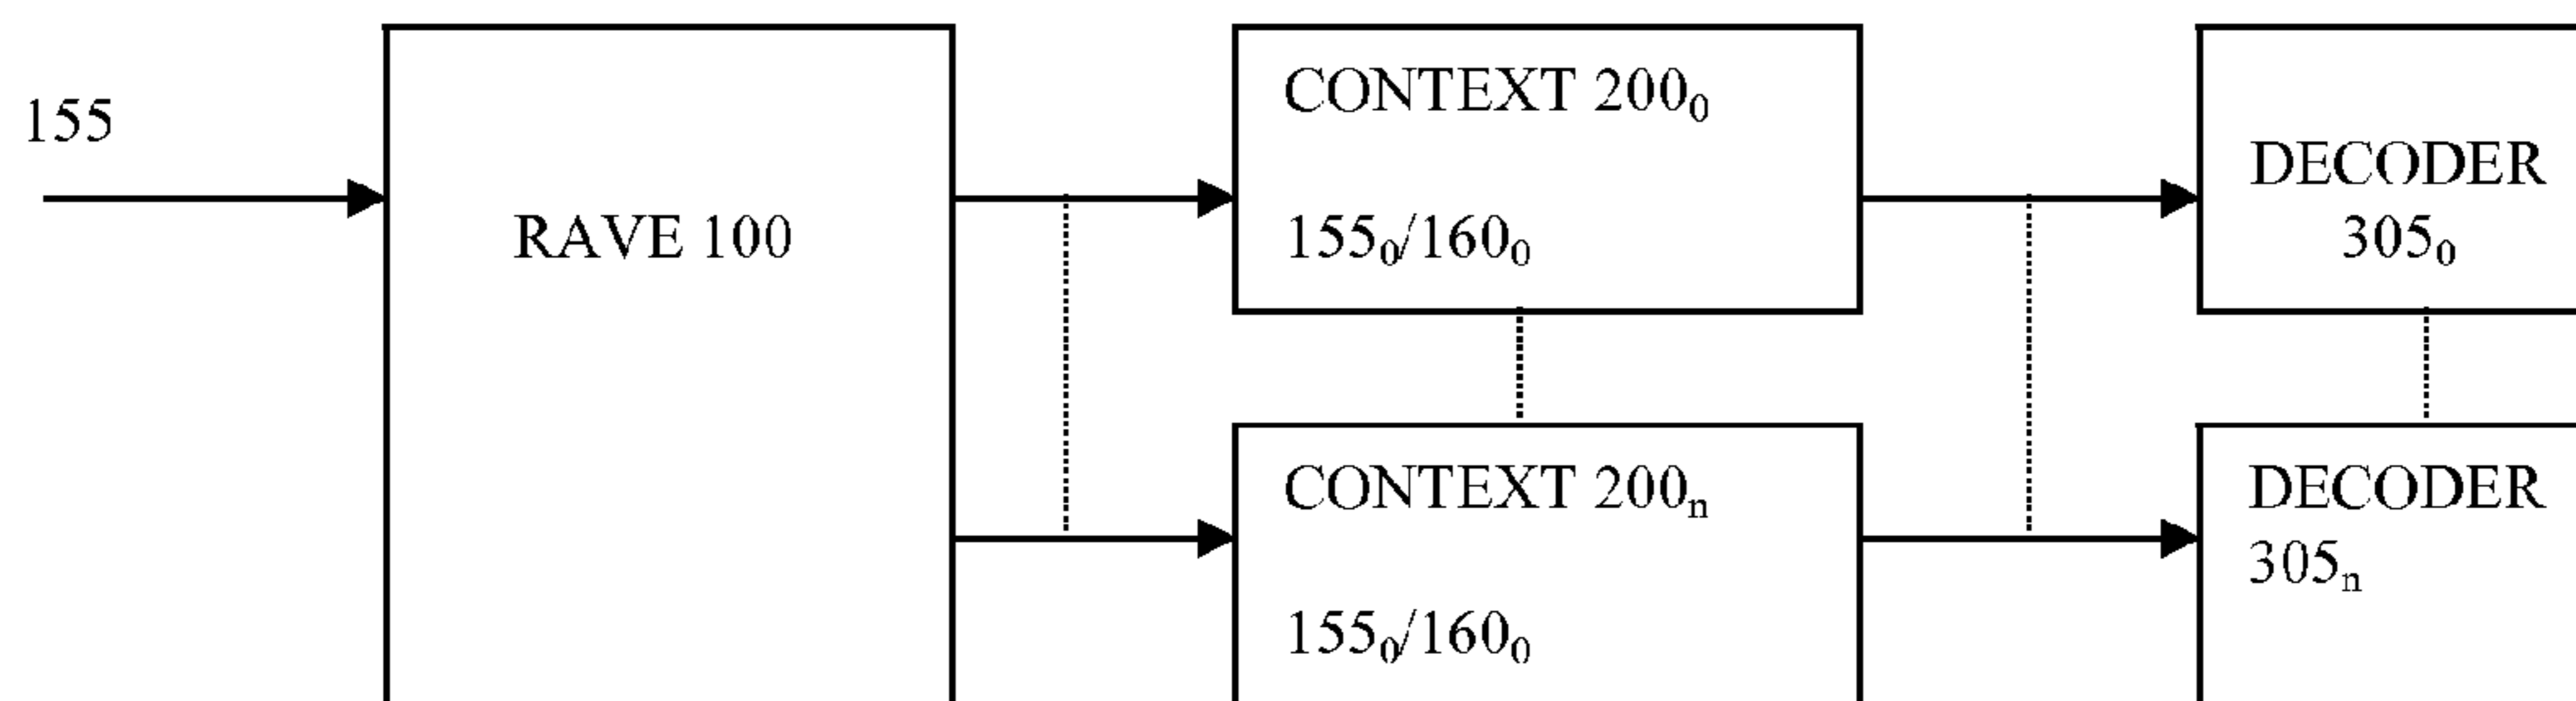 155
RAVE 100
CONTEXT 200₀
155₀/160₀
DECODER
305₀
CONTEXT 200ₙ
155₀/160₀
DECODER
305ₙ